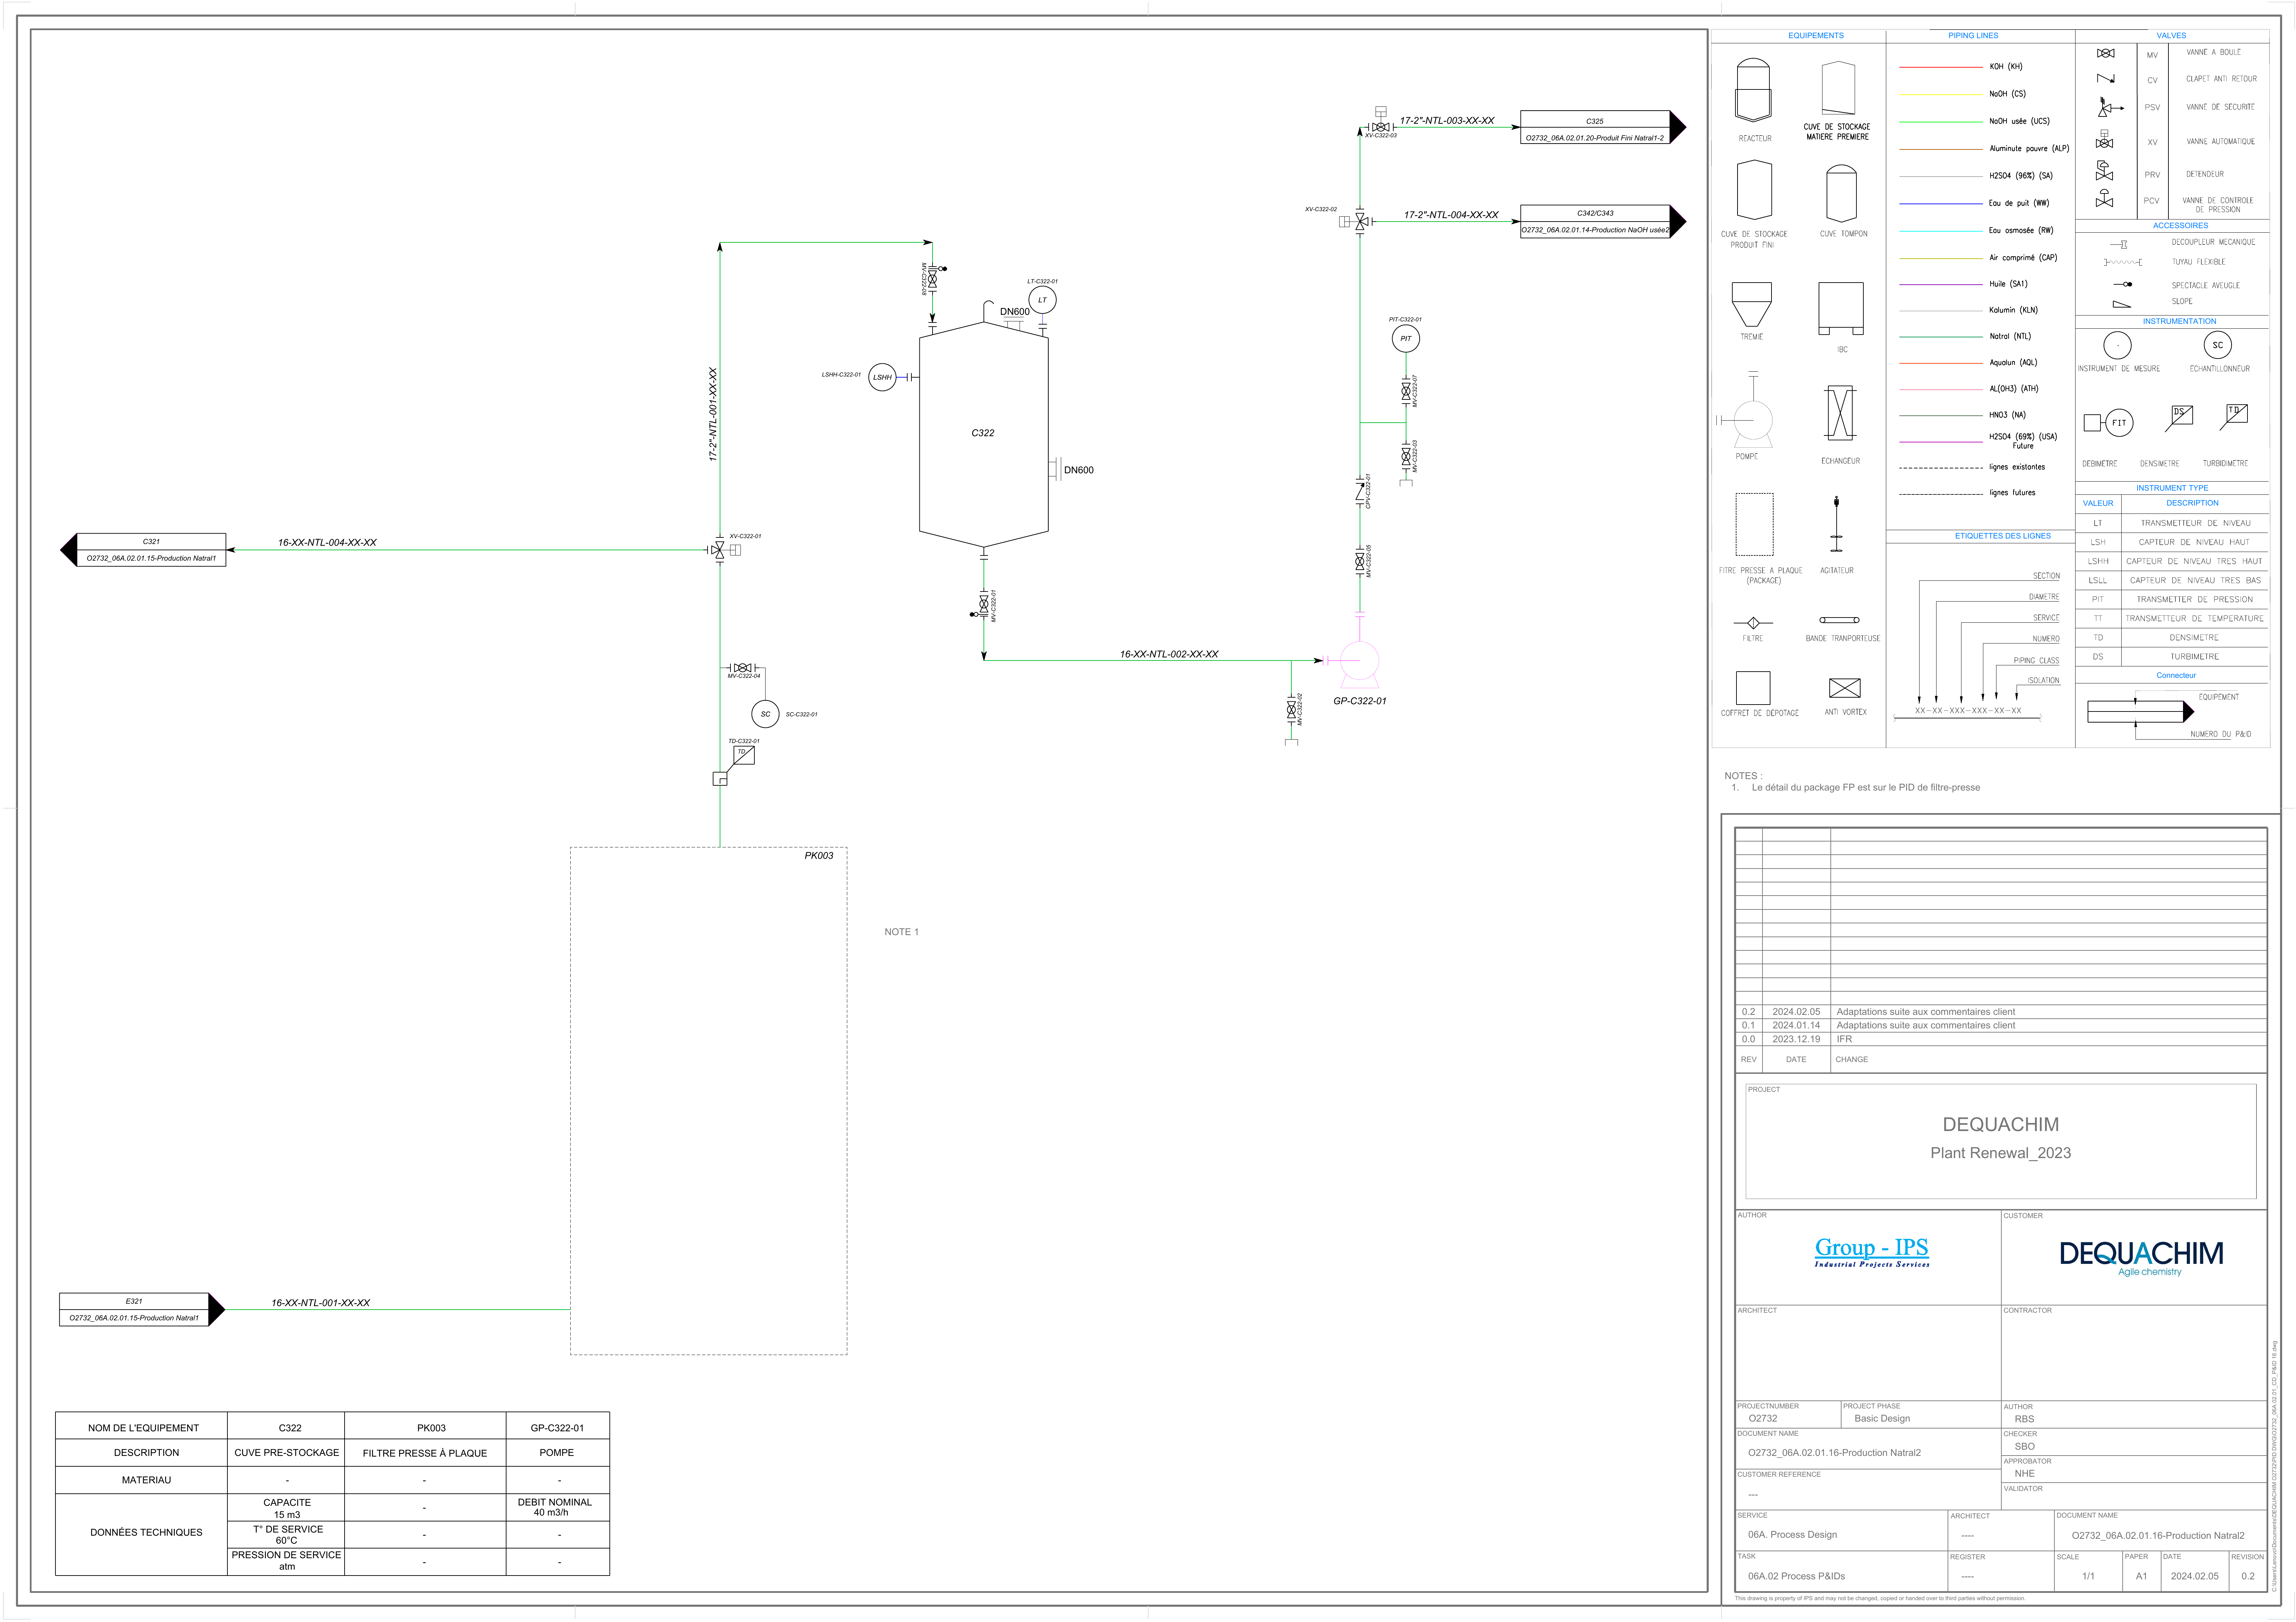 17-2"-NTL-003-XX-XX
XV-C322-03
C325
O2732_06A.02.01.20-Produit Fini Natral1-2
XV-C322-02
17-2"-NTL-004-XX-XX
C342/C343
O2732_06A.02.01.14-Production NaOH usée2
MV-C322-08
LT-C322-01
LT
DN600
PIT-C322-01
PIT
LSHH-C322-01
LSHH
17-2"-NTL-001-XX-XX
MV-C322-07
C322
MV-C322-03
DN600
CPV-C322-01
C321
O2732_06A.02.01.15-Production Natral1
16-XX-NTL-004-XX-XX
XV-C322-01
MV-C322-05
MV-C322-01
16-XX-NTL-002-XX-XX
MV-C322-04
MV-C322-02
GP-C322-01
SC
SC-C322-01
TD-C322-01
TD
PK003
NOTE 1
E321
O2732_06A.02.01.15-Production Natral1
16-XX-NTL-001-XX-XX
NOM DE L'EQUIPEMENT
C322
PK003
GP-C322-01
DESCRIPTION
CUVE PRE-STOCKAGE
FILTRE PRESSE À PLAQUE
POMPE
MATERIAU
-
-
-
DONNÉES TECHNIQUES
CAPACITE
15 m3
-
DEBIT NOMINAL
40 m3/h
T° DE SERVICE
60°C
-
-
PRESSION DE SERVICE
atm
-
-
EQUIPEMENTS
REACTEUR
CUVE DE STOCKAGE
MATIERE PREMIERE
CUVE DE STOCKAGE
PRODUIT FINI
CUVE TOMPON
TREMIE
IBC
POMPE
ECHANGEUR
FITRE PRESSE A PLAQUE
(PACKAGE)
AGITATEUR
FILTRE
BANDE TRANPORTEUSE
COFFRET DE DÉPOTAGE
ANTI VORTEX
PIPING LINES
KOH (KH)
NaOH (CS)
NaOH usée (UCS)
Aluminute pauvre (ALP)
H2SO4 (96%) (SA)
Eau de puit (WW)
Eau osmosée (RW)
Air comprimé (CAP)
Huile (SA1)
Kalumin (KLN)
Natral (NTL)
Aqualun (AQL)
AL(OH3) (ATH)
HNO3 (NA)
H2SO4 (69%) (USA)
Future
lignes existantes
lignes futures
ETIQUETTES DES LIGNES
SECTION
DIAMETRE
SERVICE
NUMERO
PIPING CLASS
ISOLATION
XX-XX-XXX-XXX-XX-XX
VALVES
MV
VANNE A BOULE
CV
CLAPET ANTI RETOUR
PSV
VANNE DE SECURITE
XV
VANNE AUTOMATIQUE
PRV
DETENDEUR
PCV
VANNE DE CONTROLE
DE PRESSION
ACCESSOIRES
DECOUPLEUR MECANIQUE
TUYAU FLEXIBLE
SPECTACLE AVEUGLE
SLOPE
INSTRUMENTATION
SC
INSTRUMENT DE MESURE
ECHANTILLONNEUR
FIT
DS
TD
DEBIMETRE
DENSIMETRE
TURBIDIMETRE
INSTRUMENT TYPE
VALEUR
DESCRIPTION
LT
TRANSMETTEUR DE NIVEAU
LSH
CAPTEUR DE NIVEAU HAUT
LSHH
CAPTEUR DE NIVEAU TRES HAUT
LSLL
CAPTEUR DE NIVEAU TRES BAS
PIT
TRANSMETTER DE PRESSION
TT
TRANSMETTEUR DE TEMPERATURE
TD
DENSIMETRE
DS
TURBIMETRE
Connecteur
EQUIPEMENT
NUMERO DU P&ID
NOTES :
1. Le détail du package FP est sur le PID de filtre-presse
0.2 2024.02.05 Adaptations suite aux commentaires client
0.1 2024.01.14 Adaptations suite aux commentaires client
0.0 2023.12.19 IFR
REV DATE CHANGE
PROJECT
DEQUACHIM
Plant Renewal_2023
AUTHOR
Group - IPS
Industrial Projects Services
CUSTOMER
DEQUACHIM
Agile chemistry
ARCHITECT
CONTRACTOR
PROJECTNUMBER
O2732
PROJECT PHASE
Basic Design
AUTHOR
RBS
DOCUMENT NAME
O2732_06A.02.01.16-Production Natral2
CHECKER
SBO
APPROBATOR
NHE
CUSTOMER REFERENCE
---
VALIDATOR
SERVICE
06A. Process Design
ARCHITECT
----
DOCUMENT NAME
O2732_06A.02.01.16-Production Natral2
TASK
06A.02 Process P&IDs
REGISTER
----
SCALE
1/1
PAPER
A1
DATE
2024.02.05
REVISION
0.2
This drawing is property of IPS and may not be changed, copied or handed over to third parties without permission.